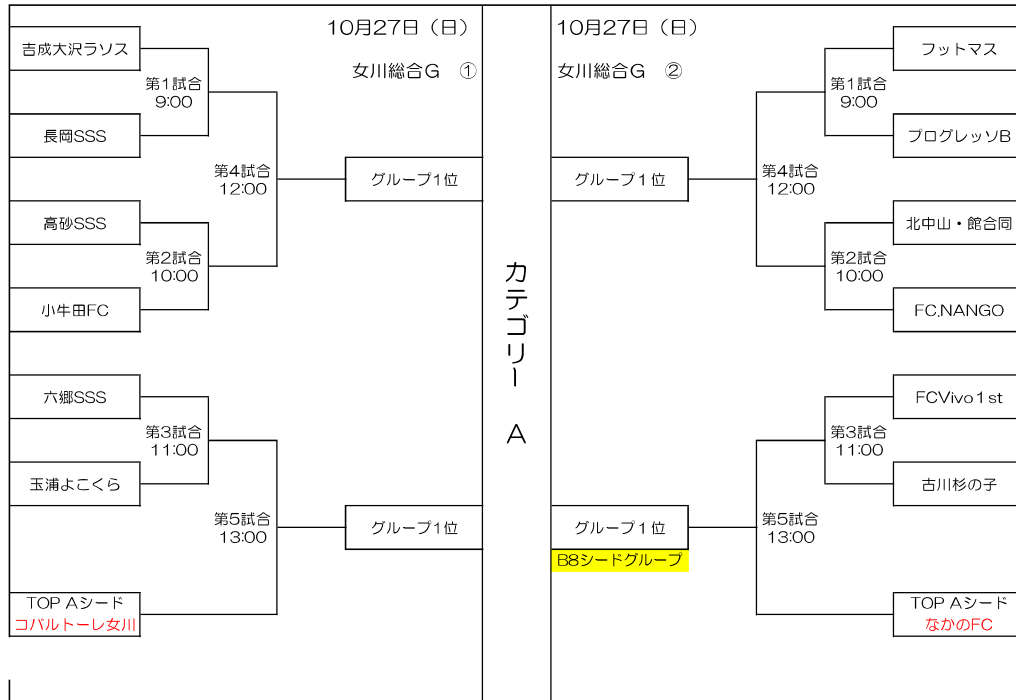 10月27日（日）
女川総合G　①
吉成大沢ラソス
第1試合
9:00
長岡SSS
第4試合
12:00
グループ1位
高砂SSS
第2試合
10:00
小牛田FC
六郷SSS
第3試合
11:00
玉浦よこくら
第5試合
13:00
グループ1位
TOP Aシード
コバルトーレ女川
カテゴリー　A
10月27日（日）
女川総合G　②
フットマス
第1試合
9:00
プログレッソB
グループ1位
第4試合
12:00
北中山・館合同
第2試合
10:00
FC.NANGO
FCVivo1st
第3試合
11:00
古川杉の子
グループ1位
B8シードグループ
第5試合
13:00
TOP Aシード
なかのFC